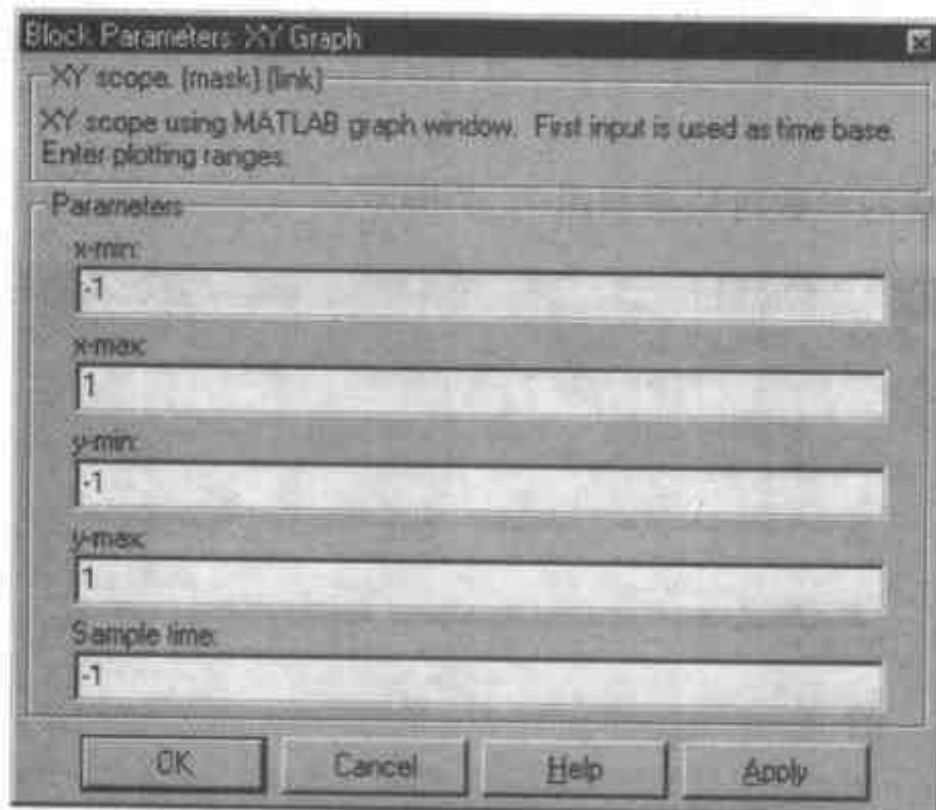 Block Parameters: XY Graph
XY scope. (mask) (link)
XY scope using MATLAB graph window. First input is used as time base.
Enter plotting ranges.
Parameters
x-min:
-1
x-max:
1
y-min:
-1
y-max:
1
Sample time:
-1
OK
Cancel
Help
Apply